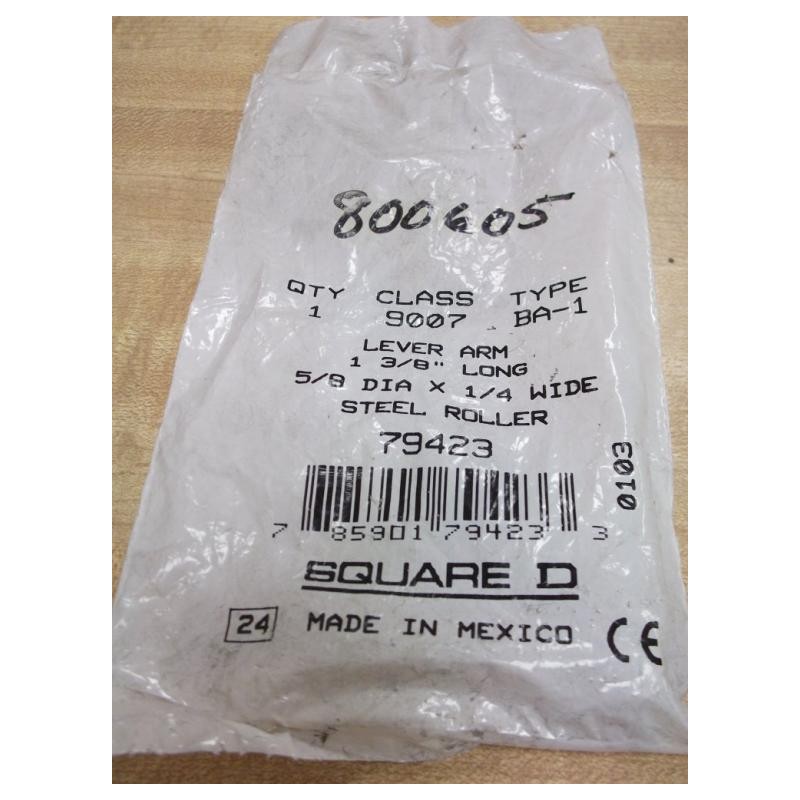 800605
QTY CLASS TYPE
1 9007 BA-1
LEVER ARM
1 3/8" LONG
5/8 DIA X 1/4 WIDE
STEEL ROLLER
79423
0103
7 85901 79423 3
SQUARE D
24 MADE IN MEXICO CE